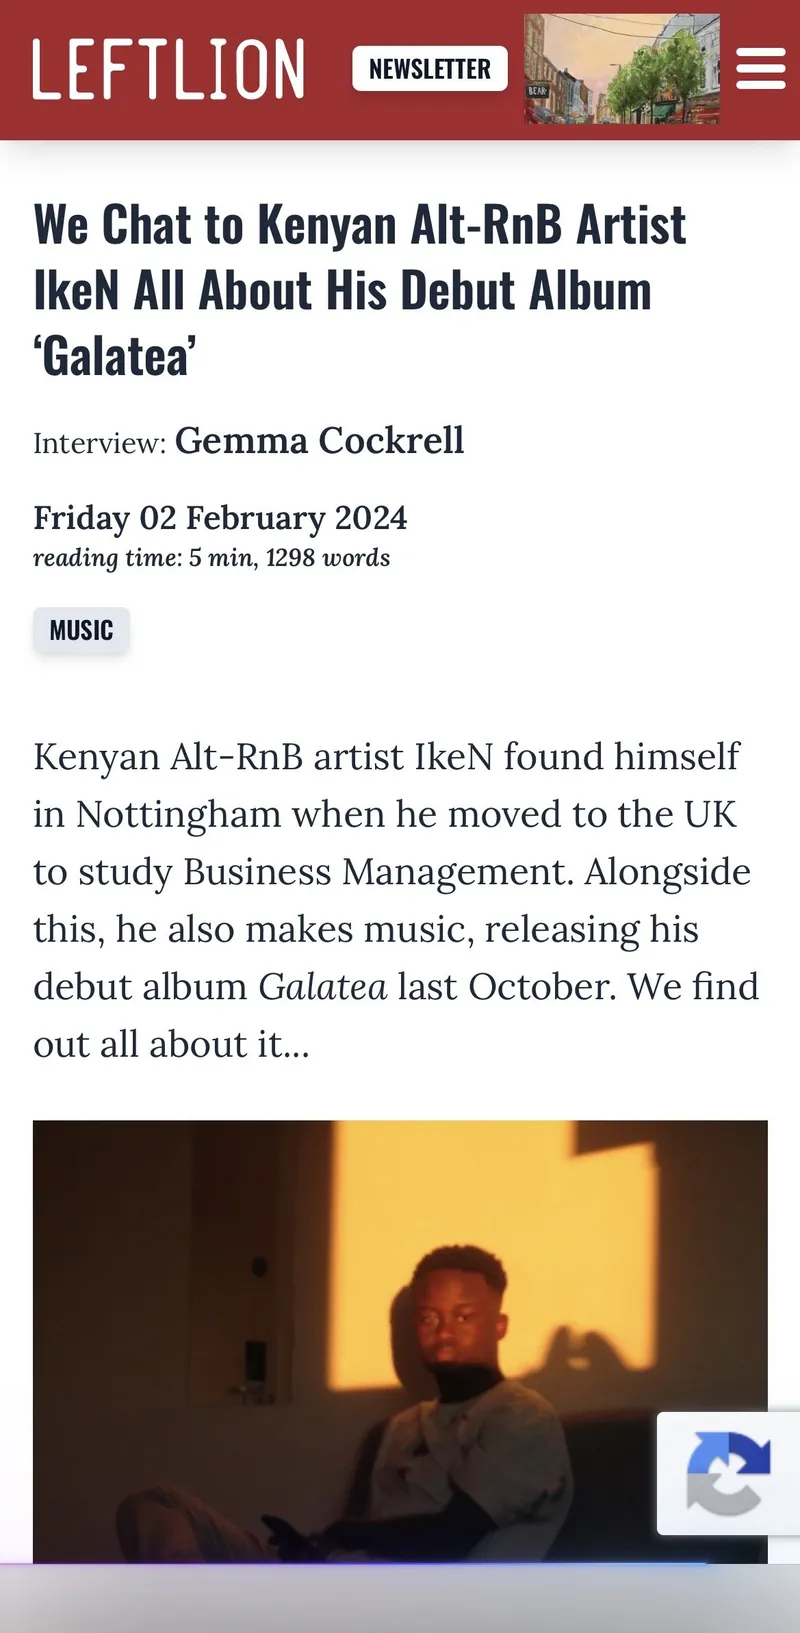 LEFTLION
NEWSLETTER
BEAR
We Chat to Kenyan Alt-RnB Artist
IkeN All About His Debut Album
‘Galatea’
Interview: Gemma Cockrell
Friday 02 February 2024
reading time: 5 min, 1298 words
MUSIC
Kenyan Alt-RnB artist IkeN found himself
in Nottingham when he moved to the UK
to study Business Management. Alongside
this, he also makes music, releasing his
debut album Galatea last October. We find
out all about it...